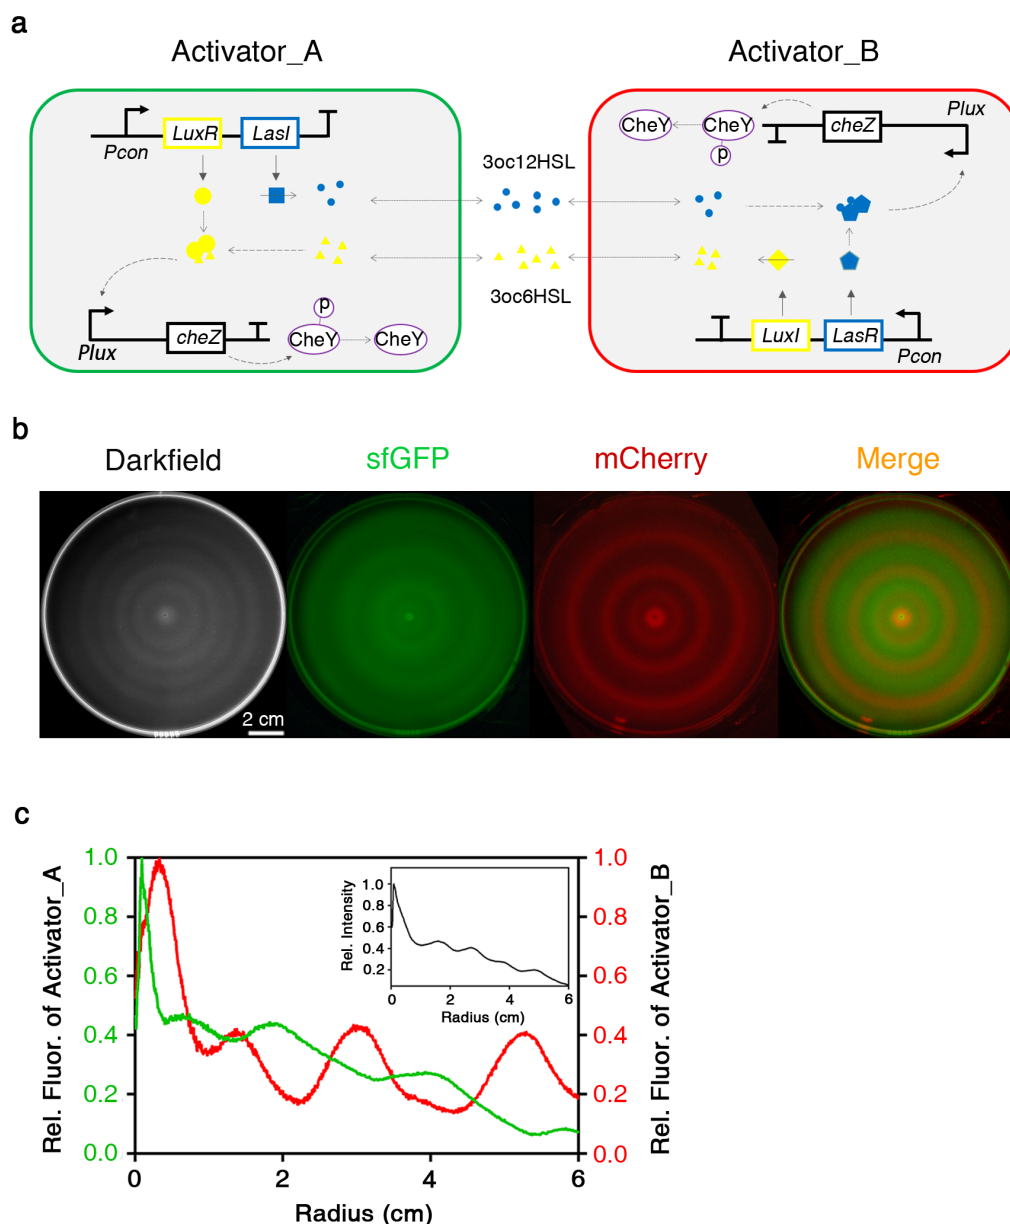 a
Activator_A
Activator_B
Pcon
LuxR
LasI
3oc12HSL
3oc6HSL
Plux
cheZ
p
CheY
CheY
CheY
CheY
p
cheZ
Plux
LuxI
LasR
Pcon
b
Darkfield
sfGFP
mCherry
Merge
2 cm
c
Rel. Fluor. of Activator_A
1.0
0.8
0.6
0.4
0.2
0.0
0
2
4
6
Radius (cm)
Rel. Intensity
1.0
0.8
0.6
0.4
0.2
0
2
4
6
Radius (cm)
1.0
0.8
0.6
0.4
0.2
0.0
Rel. Fluor. of Activator_B